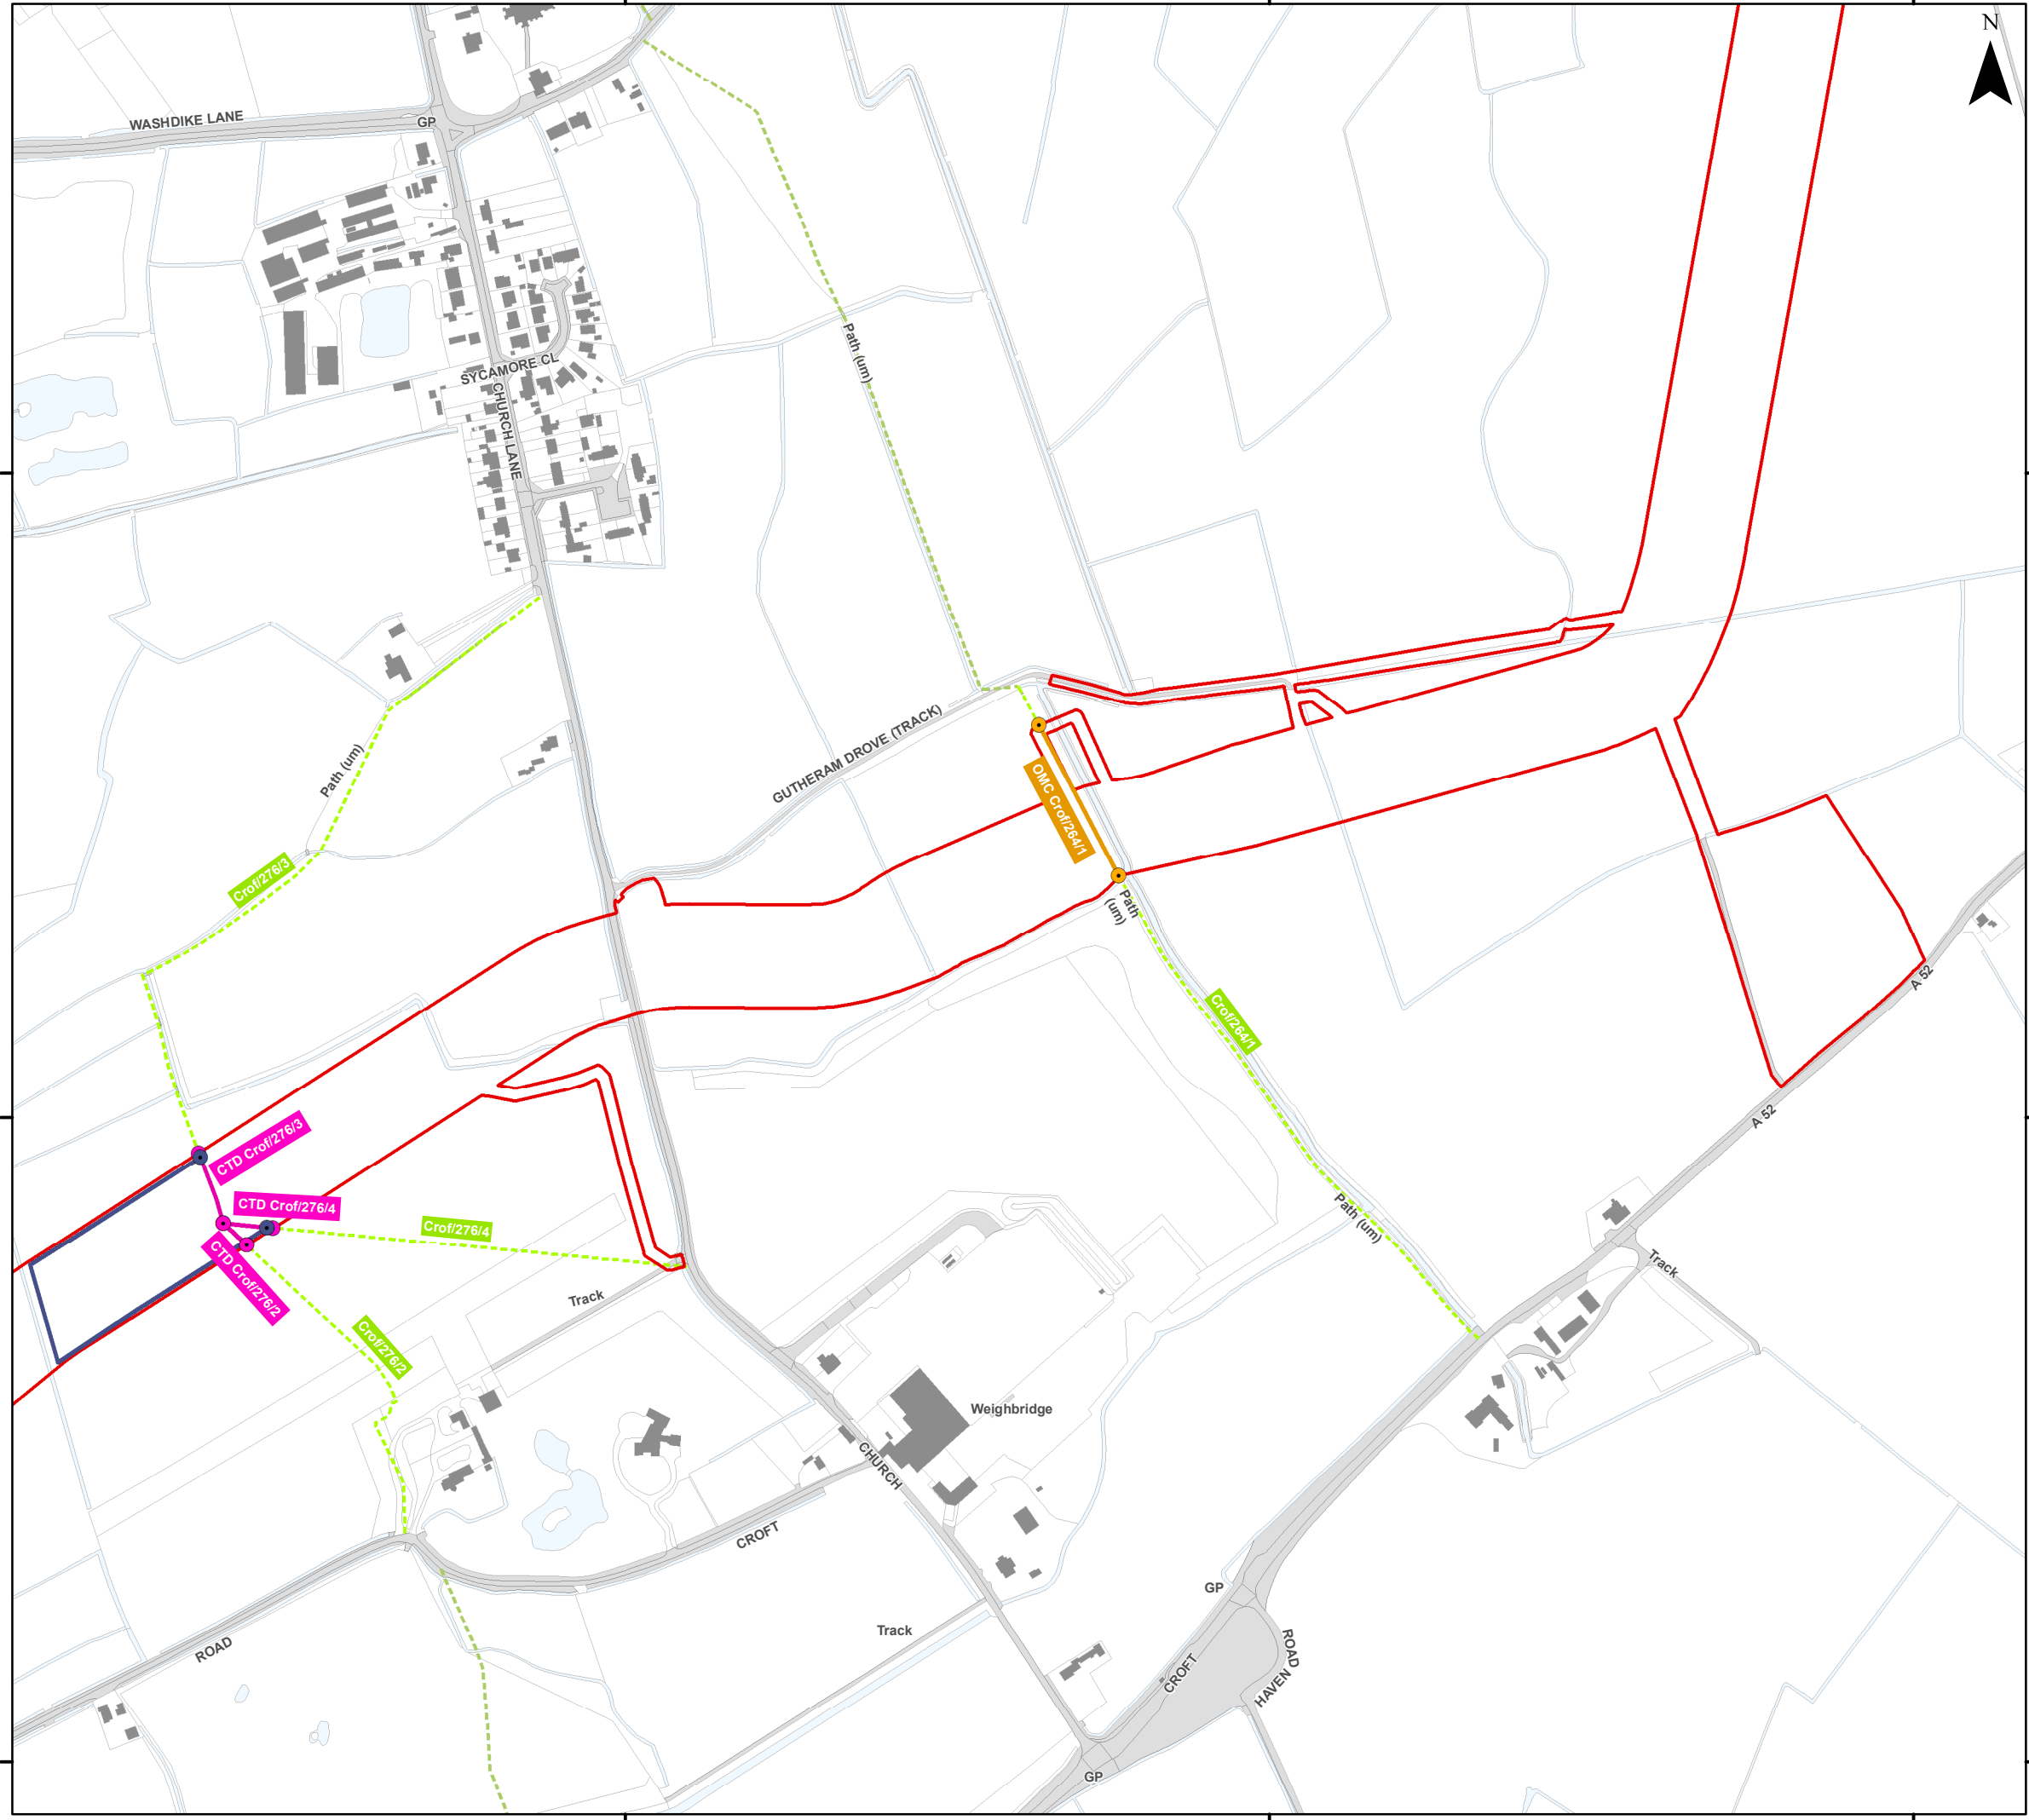 N
WASHDIKE LANE
GP
Path (um)
SYCAMORE CL
CHURCH LANE
GUTHERAM DROVE (TRACK)
Path (um)
OMC Crof/264/1
Crof/276/3
Path
(um)
A 52
Crof/264/1
A 52
CTD Crof/276/3
CTD Crof/276/4
Crof/276/4
Path (um)
CTD Crof/276/2
Track
Track
Crof/276/2
Weighbridge
CHURCH
CROFT
GP
Track
ROAD
ROAD
CROFT
HAVEN
GP